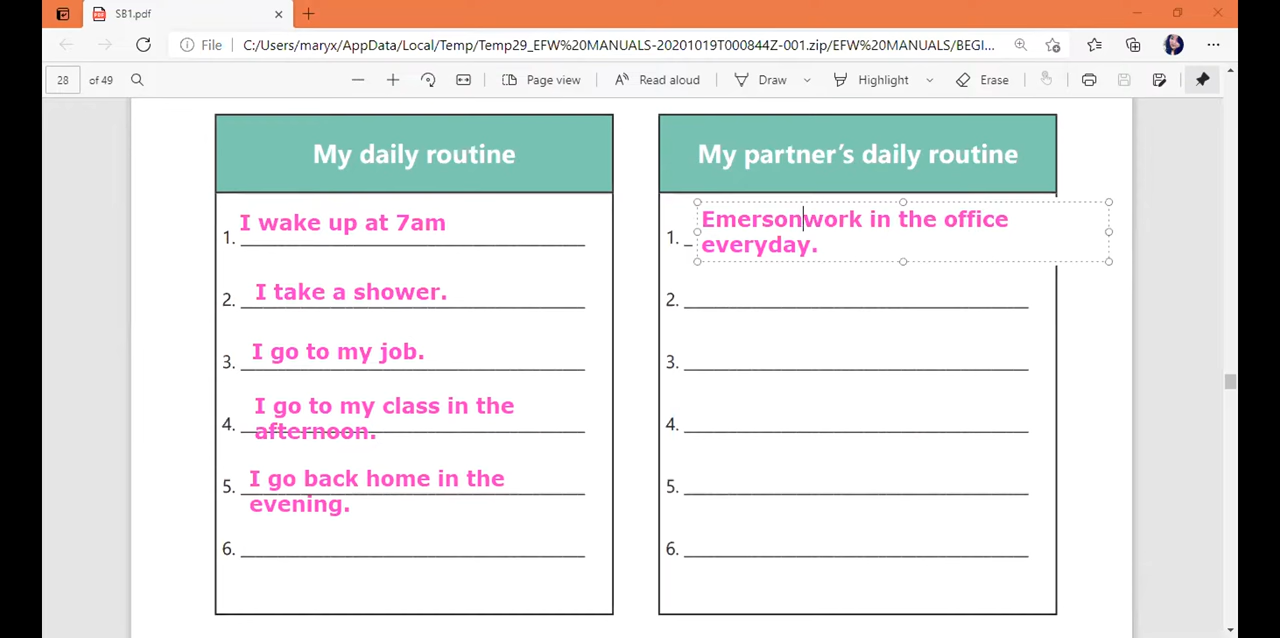 SB1.pdf
File C:/Users/maryx/AppData/Local/Temp/Temp29_EFW%20MANUALS-20201019T000844Z-001.zip/EFW%20MANUALS/BEGI...
28 of 49 Page view Read aloud Draw Highlight Erase
My daily routine
I wake up at 7am
1.
I take a shower.
2.
I go to my job.
3.
I go to my class in the
4.
afternoon.
I go back home in the
5.
evening.
6.
My partner's daily routine
Emersonwork in the office
1.
everyday.
2.
3.
4.
5.
6.